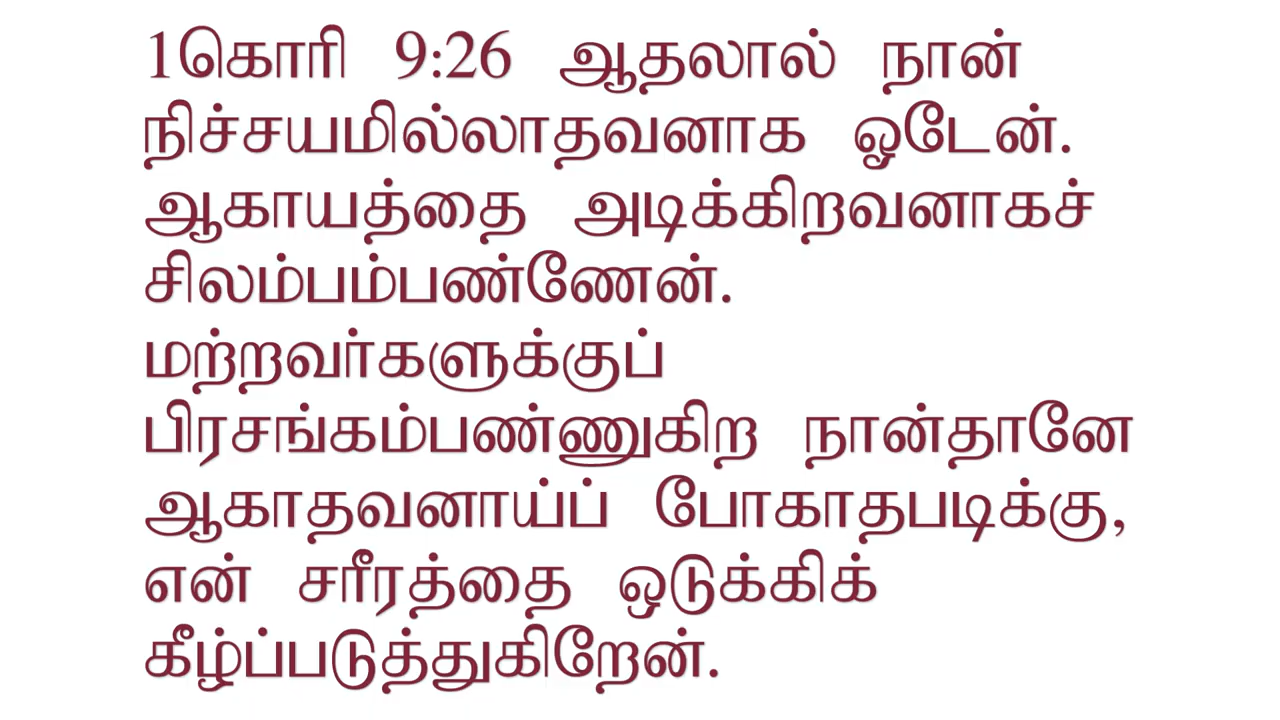 1கொரி 9:26 ஆதலால் நான்
நிச்சயமில்லாதவனாக ஓடேன்.
ஆகாயத்தை அடிக்கிறவனாகச்
சிலம்பம்பண்ணேன்.
மற்றவர்களுக்குப்
பிரசங்கம்பண்ணுகிற நான்தானே
ஆகாதவனாய்ப் போகாதபடிக்கு,
என் சரீரத்தை ஒடுக்கிக்
கீழ்ப்படுத்துகிறேன்.